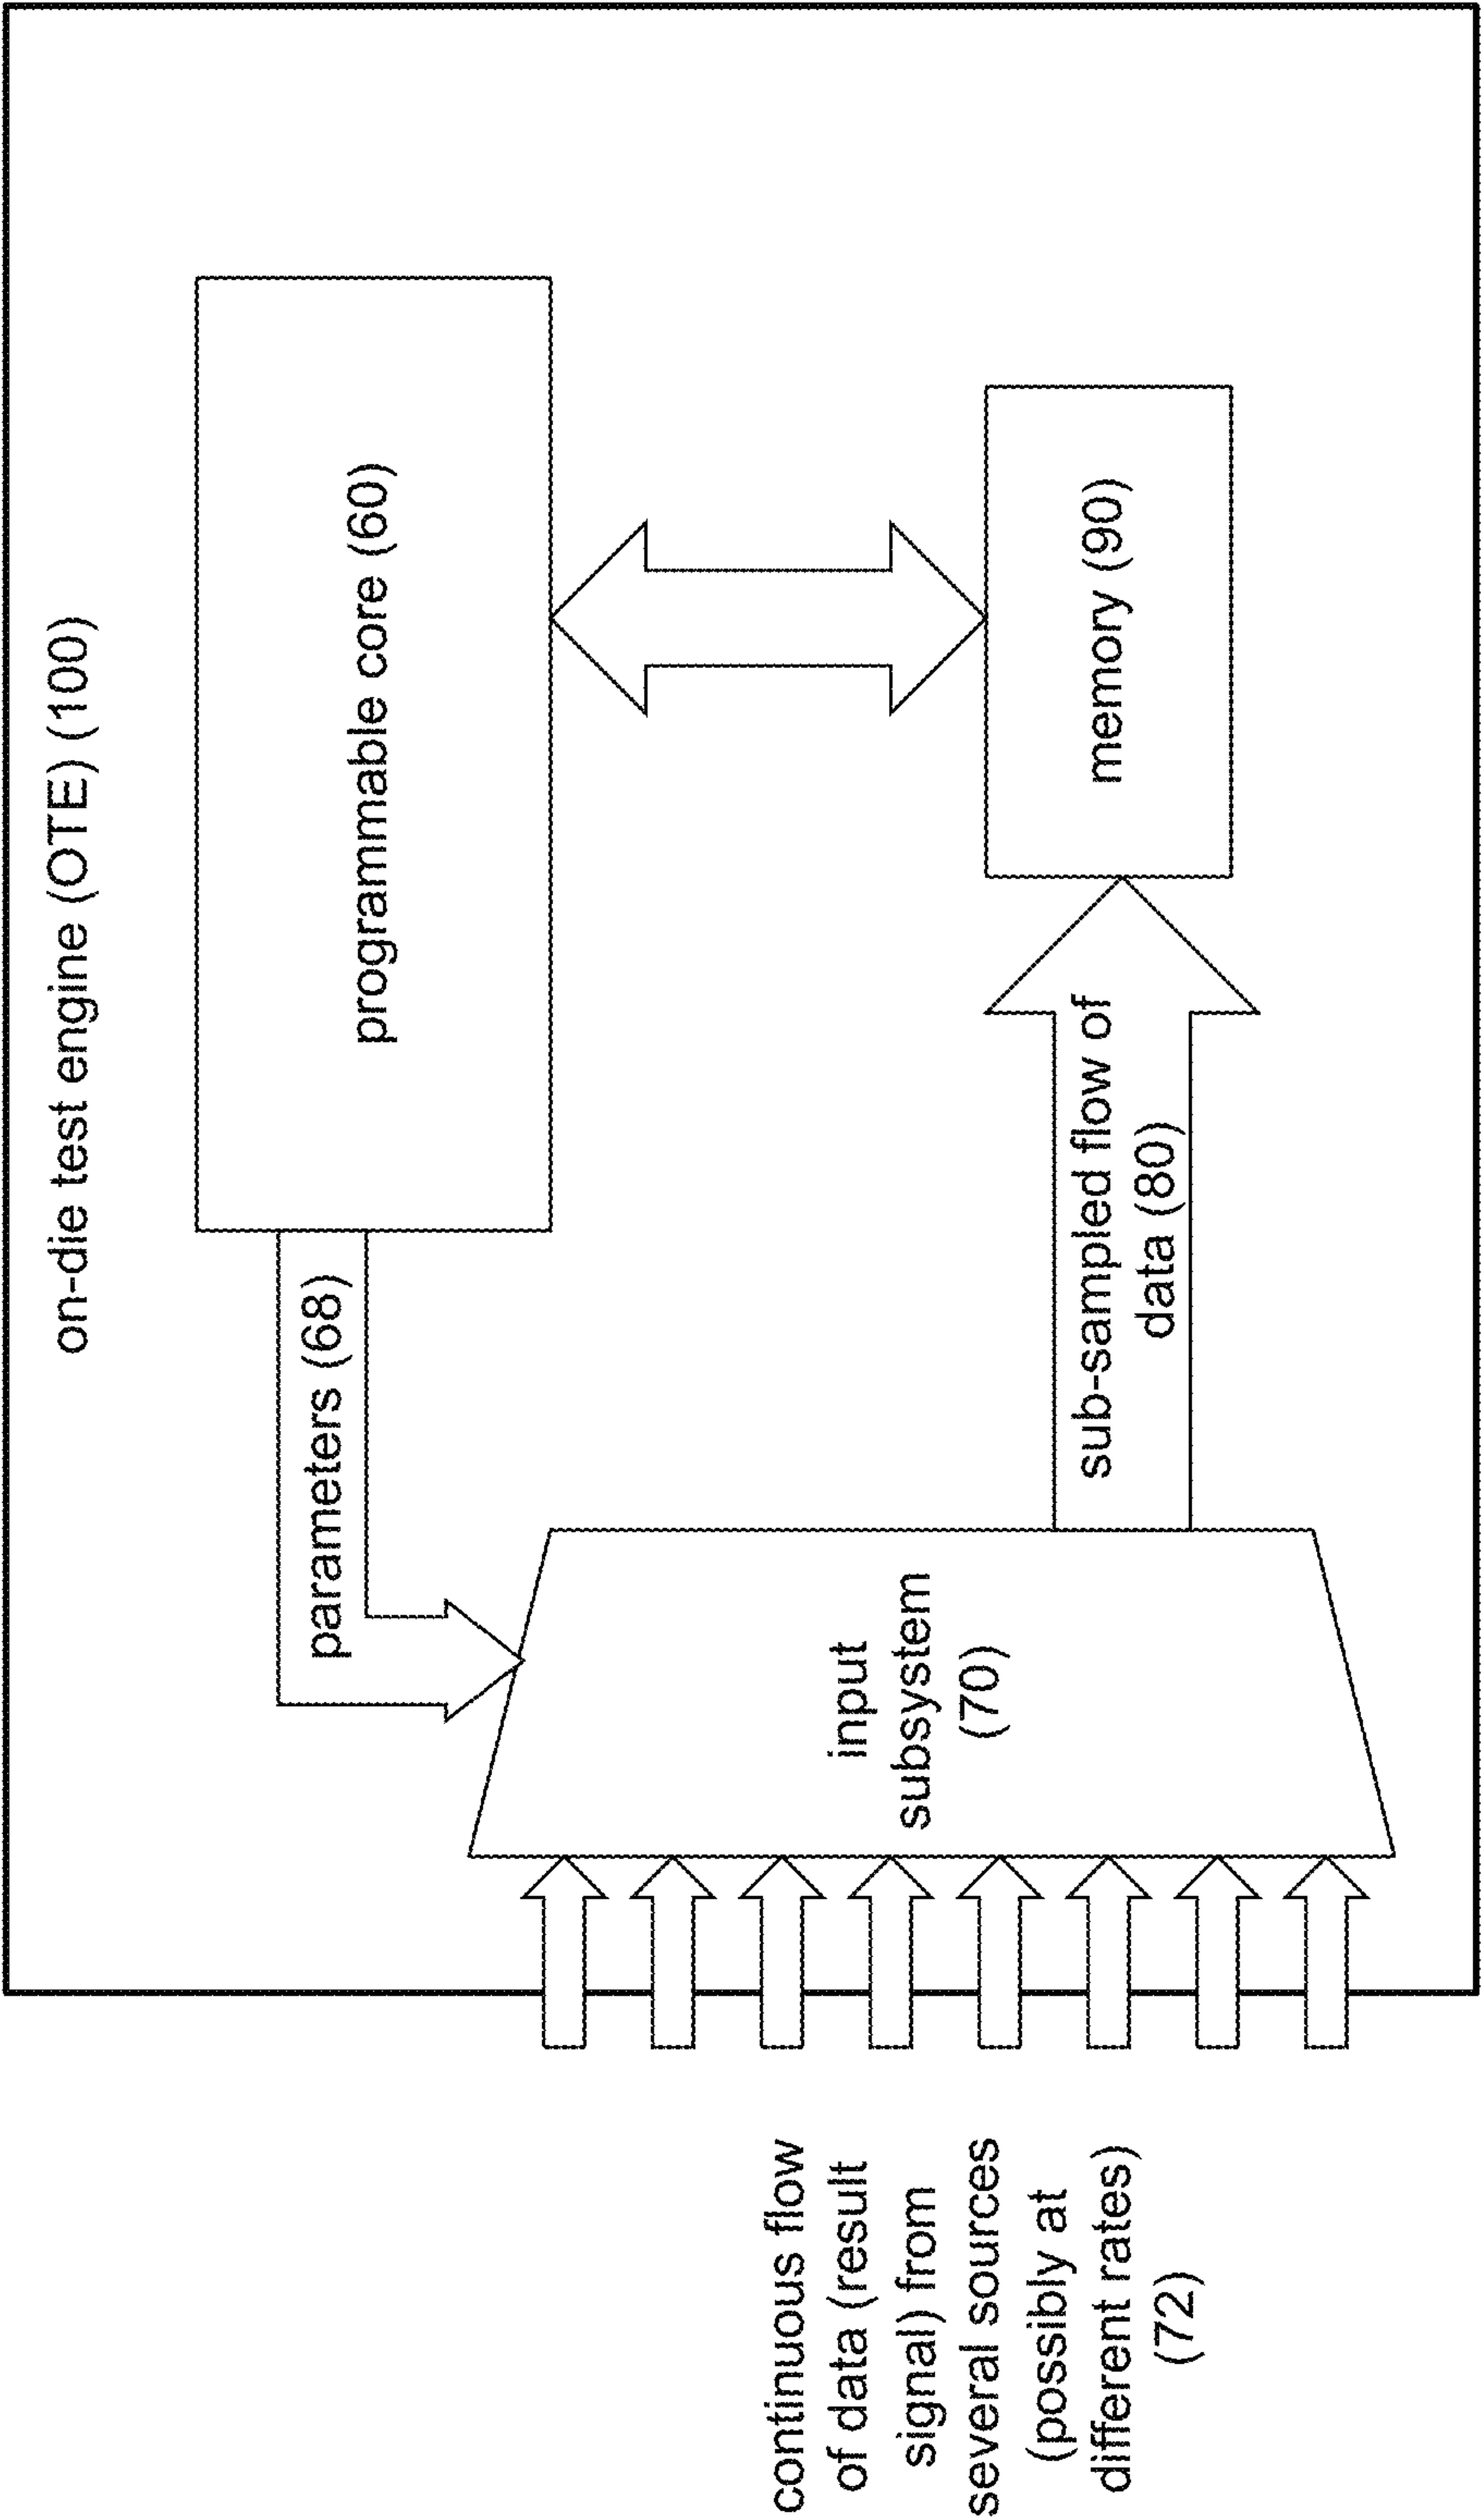 on-die test engine (OTE) (100)
programmable core (60)
parameters (68)
input
subsystem
(70)
sub-sampled flow of
data (80)
memory (90)
continuous flow
of data (result
signal) from
several sources
(possibly at
different rates)
(72)